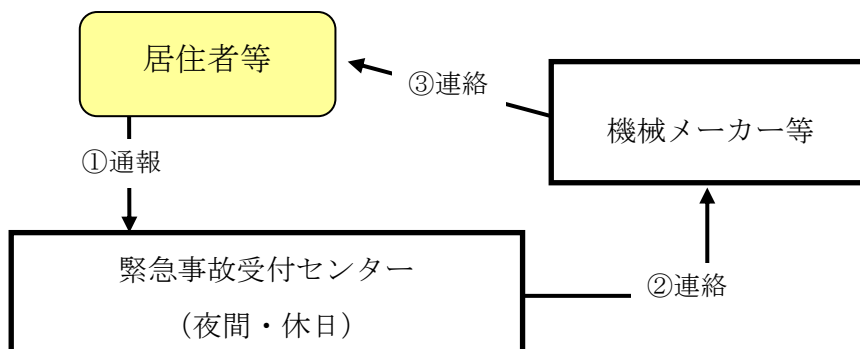 居住者等
③連絡
機械メーカー等
①通報
緊急事故受付センター
（夜間・休日）
②連絡